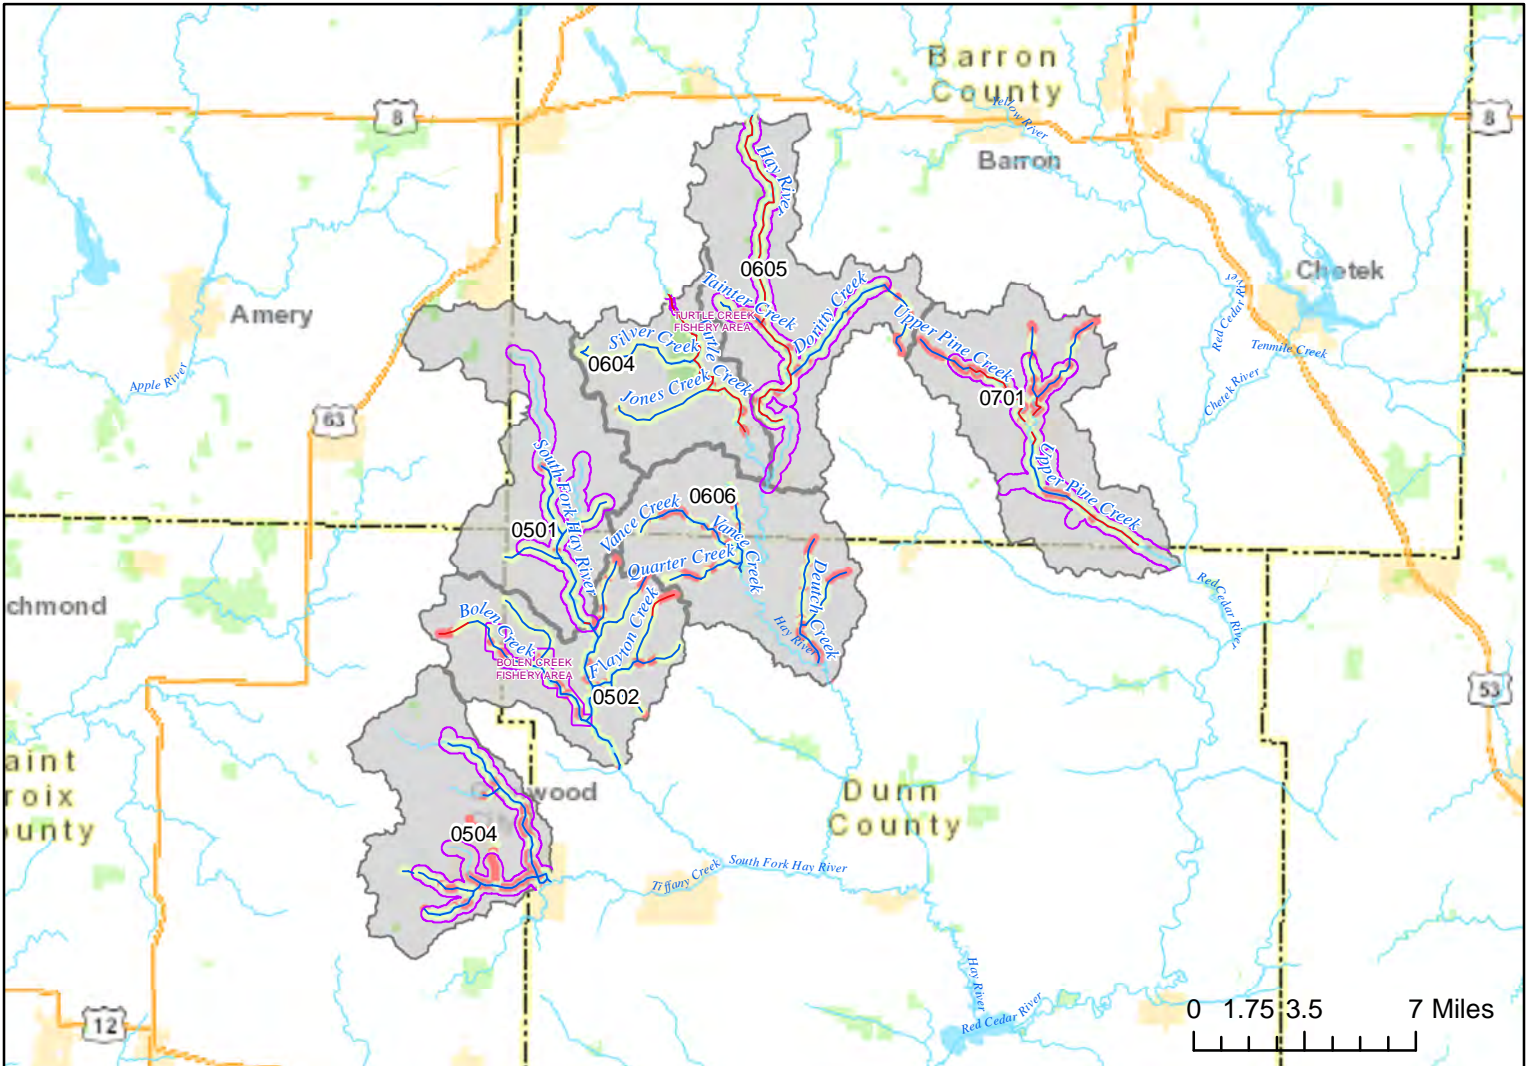 Barron
County
Yellow River
8
8
Barron
Hay River
0605
Chetek
Red Cedar River
Tainter Creek
Dority Creek
TURTLE CREEK
FISHERY AREA
Amery
Silver Creek
Turtle Creek
Upper Pine Creek
Tenmile Creek
0604
Apple River
Jones Creek
0701
Chetek River
63
South Fork Hay River
Upper Pine Creek
0606
Vance Creek
Vance Creek
0501
Quarter Creek
Deutch Creek
Red Cedar River
chmond
Bolen Creek
Flayton Creek
Hay River
BOLEN CREEK
FISHERY AREA
0502
53
aint
roix
ounty
wood
Dunn
County
0504
South Fork Hay River
Tiffany Creek
Hay River
Red Cedar River
12
0 1.75 3.5 7 Miles